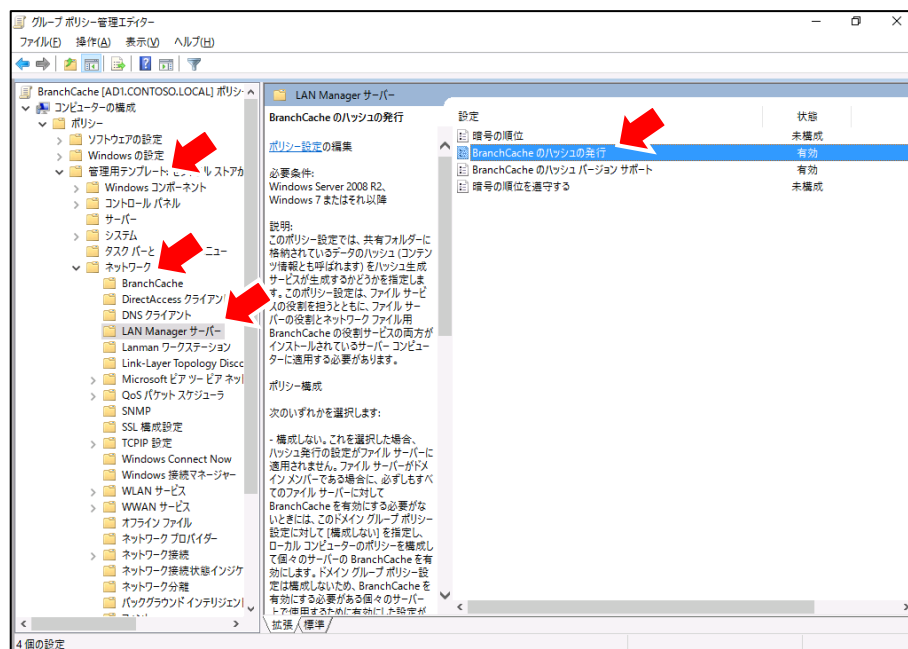 グループ ポリシー管理エディター
ファイル(F) 操作(A) 表示(V) ヘルプ(H)
BranchCache [AD1.CONTOSO.LOCAL] ポリシ
コンピューターの構成
ポリシー
ソフトウェアの設定
Windows の設定
管理用テンプレート: ル ストアか
Windows コンポーネント
コントロール パネル
サーバー
システム
タスク バーと ニュー
ネットワーク
BranchCache
DirectAccess クライアン
DNS クライアント
LAN Manager サーバー
Lanman ワークステーション
Link-Layer Topology Disco
Microsoft ピア ツー ピア ネッ
QoS パケット スケジューラ
SNMP
SSL 構成設定
TCPIP 設定
Windows Connect Now
Windows 接続マネージャー
WLAN サービス
WWAN サービス
オフライン ファイル
ネットワーク プロバイダー
ネットワーク接続
ネットワーク接続状態インジケ
ネットワーク分離
バックグラウンド インテリジェン
LAN Manager サーバー
BranchCache のハッシュの発行
ポリシー設定の編集
必要条件:
Windows Server 2008 R2、
Windows 7 またはそれ以降
説明:
このポリシー設定では、共有フォルダーに
格納されているデータのハッシュ (コンテン
ツ情報とも呼ばれます) をハッシュ生成
サービスが生成するかどうかを指定しま
す。このポリシー設定は、ファイル サービ
スの役割を担うとともに、ファイル サー
バーの役割とネットワーク ファイル用
BranchCache の役割サービスの両方が
インストールされているサーバー コンピュー
ターに適用する必要があります。
ポリシー構成
次のいずれかを選択します:
- 構成しない。これを選択した場合、
ハッシュ発行の設定がファイル サーバーに
適用されません。ファイル サーバーがドメ
イン メンバーである場合に、必ずしもすべ
てのファイル サーバーに対して
BranchCache を有効にする必要がな
いときには、このドメイン グループ ポリシー
設定に対して [構成しない] を指定し、
ローカル コンピューターのポリシーを構成し
て個々のサーバーの BranchCache を有
効にします。ドメイン グループ ポリシー設
定は構成しないため、BranchCache を
有効にする必要がある個々のサーバー
上で使用するために有効にした設定が
設定 状態
暗号の順位 未構成
BranchCache のハッシュの発行 有効
BranchCache のハッシュ バージョン サポート 有効
暗号の順位を遵守する 未構成
拡張 標準
4 個の設定